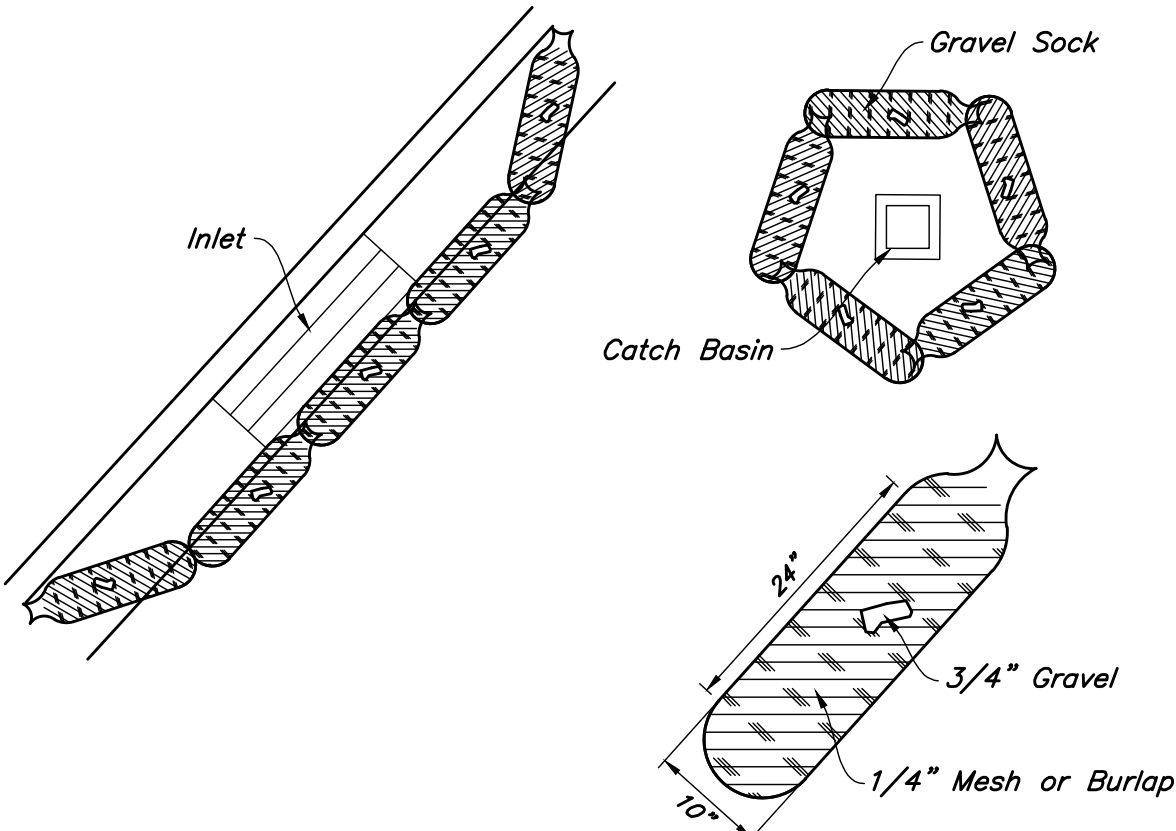 Gravel Sock
Inlet
Catch Basin
24"
3/4" Gravel
1/4" Mesh or Burlap
10"